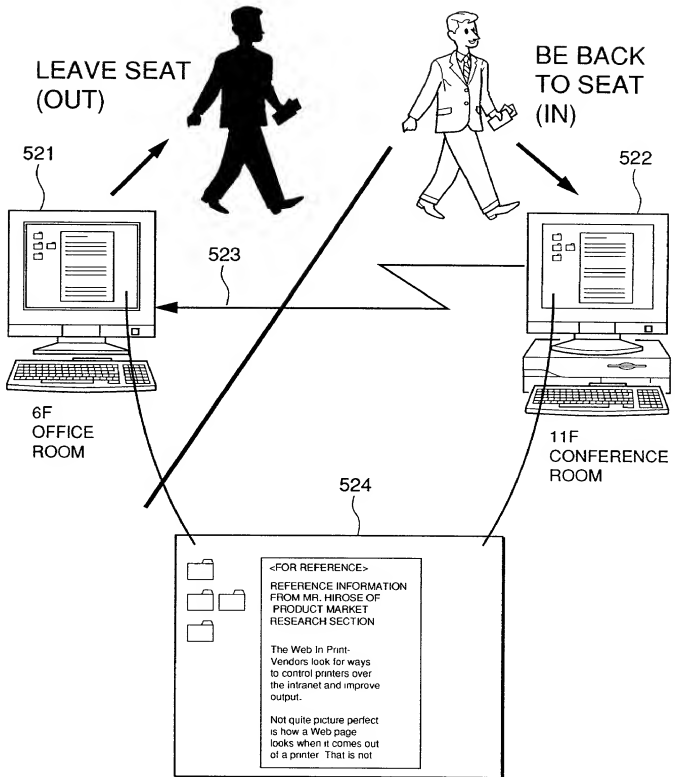 LEAVE SEAT
(OUT)
BE BACK
TO SEAT
(IN)
521
522
523
6F
OFFICE
ROOM
11F
CONFERENCE
ROOM
524
<FOR REFERENCE>
REFERENCE INFORMATION
FROM MR. HIROSE OF
PRODUCT MARKET
RESEARCH SECTION
The Web In Print-
Vendors look for ways
to control printers over
the intranet and improve
output.
Not quite picture perfect
is how a Web page
looks when it comes out
of a printer That is not